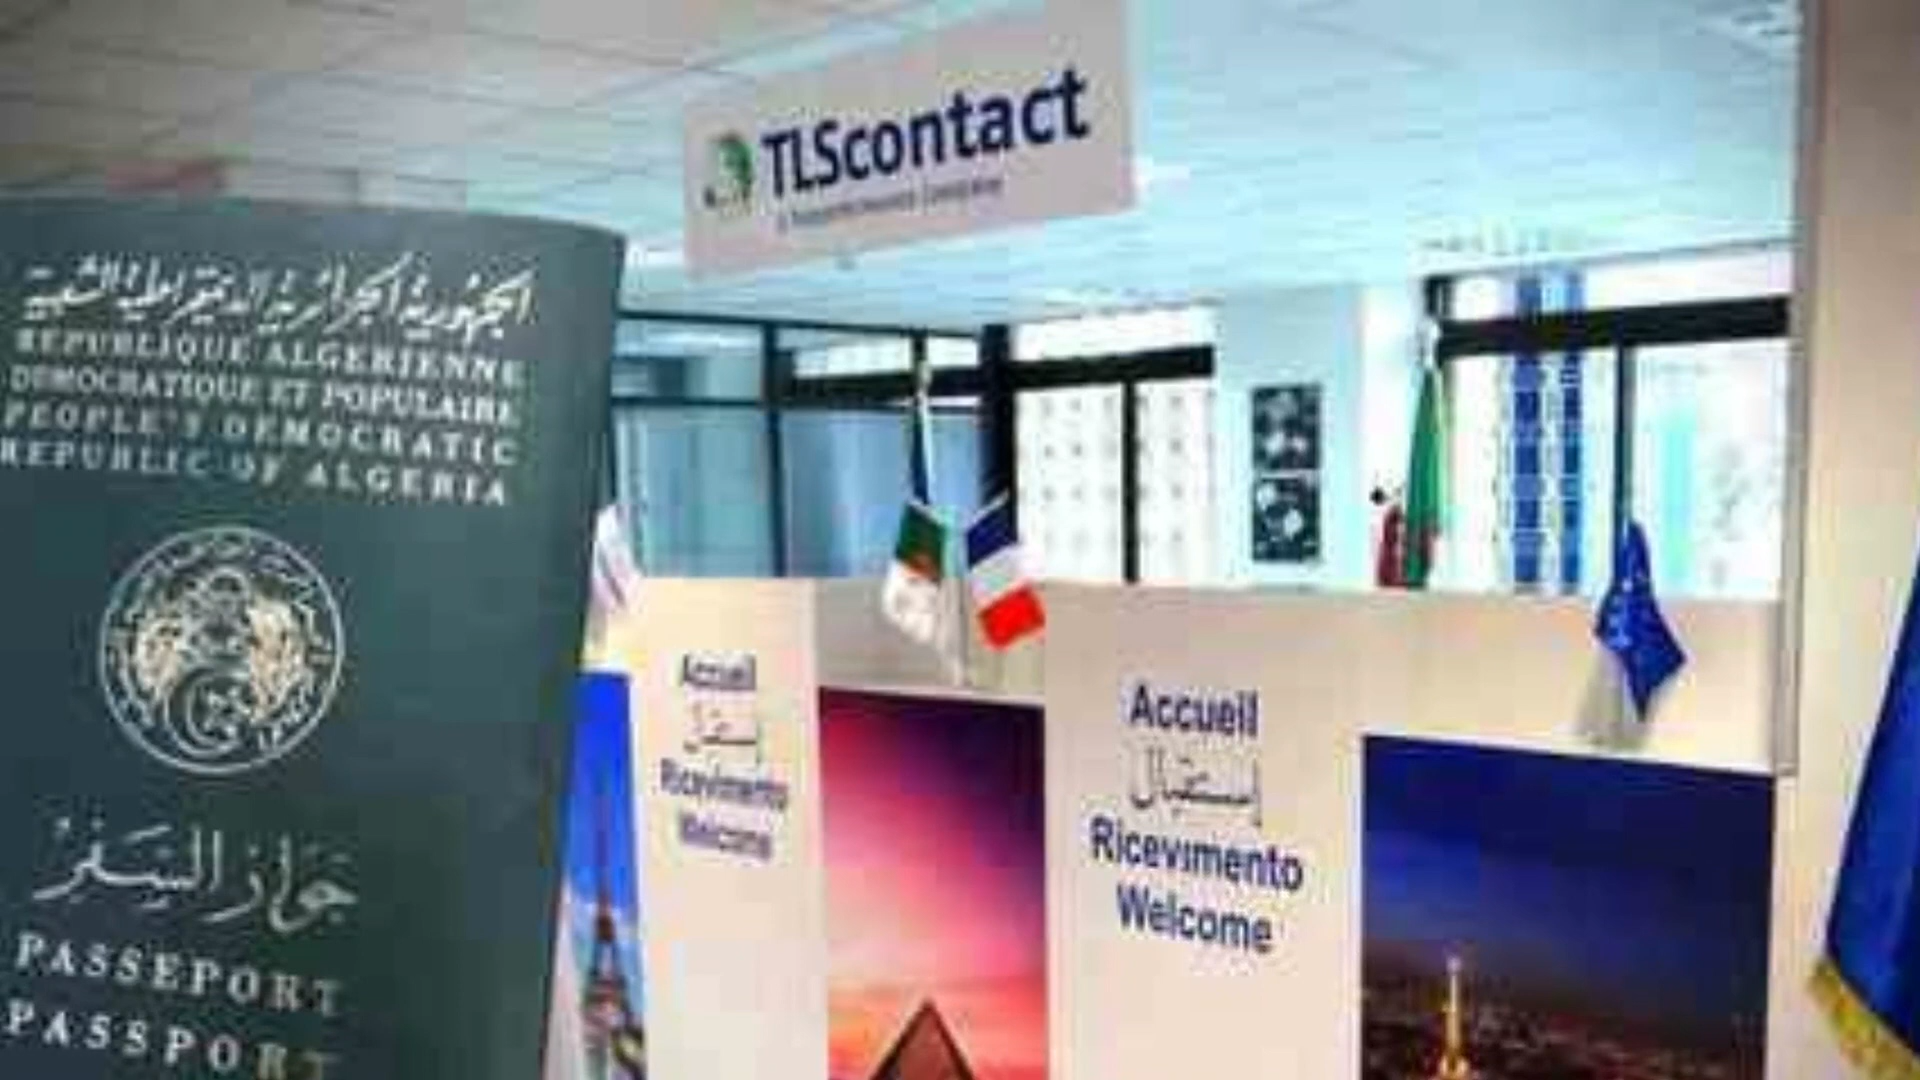 TLScontact
الجمهورية الجزائرية الديمقراطية الشعبية
REPUBLIQUE ALGERIENNE
DEMOCRATIQUE ET POPULAIRE
PEOPLE'S DEMOCRATIC
REPUBLIC OF ALGERIA
جواز السفر
PASSEPORT
PASSPORT
Accueil
إستقبال
Ricevimento
Welcome
Accueil
إستقبال
Ricevimento
Welcome